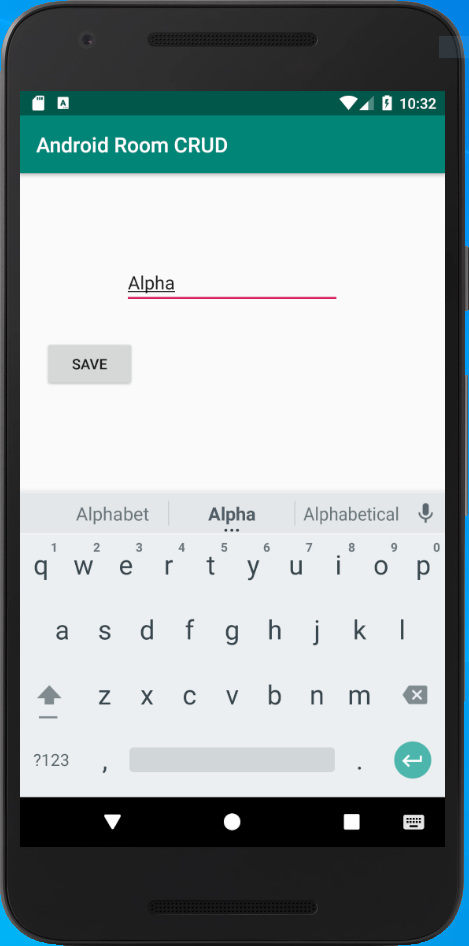 A 10:32
Android Room CRUD
Alpha
SAVE
Alphabet Alpha Alphabetical
1 2 3 4 5 6 7 8 9 0
q w e r t y u i o p
a s d f g h j k l
z x c v b n m
?123 , .